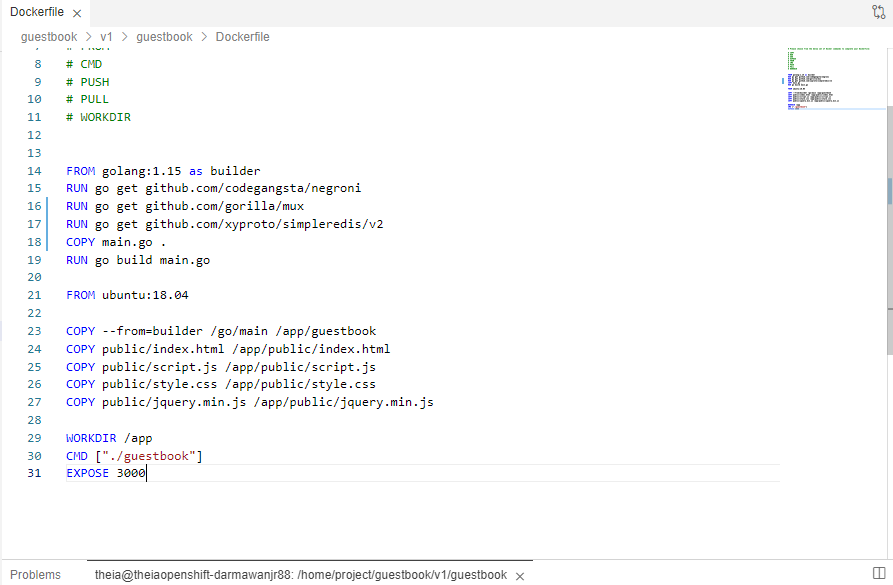 Dockerfile ×
guestbook > v1 > guestbook > Dockerfile
7 # FROM
8 # CMD
9 # PUSH
10 # PULL
11 # WORKDIR
12
13
14 FROM golang:1.15 as builder
15 RUN go get github.com/codegangsta/negroni
16 RUN go get github.com/gorilla/mux
17 RUN go get github.com/xyproto/simpleredis/v2
18 COPY main.go .
19 RUN go build main.go
20
21 FROM ubuntu:18.04
22
23 COPY --from=builder /go/main /app/guestbook
24 COPY public/index.html /app/public/index.html
25 COPY public/script.js /app/public/script.js
26 COPY public/style.css /app/public/style.css
27 COPY public/jquery.min.js /app/public/jquery.min.js
28
29 WORKDIR /app
30 CMD ["./guestbook"]
31 EXPOSE 3000
Problems theia@theiaopenshift-darmawanjr88: /home/project/guestbook/v1/guestbook ×